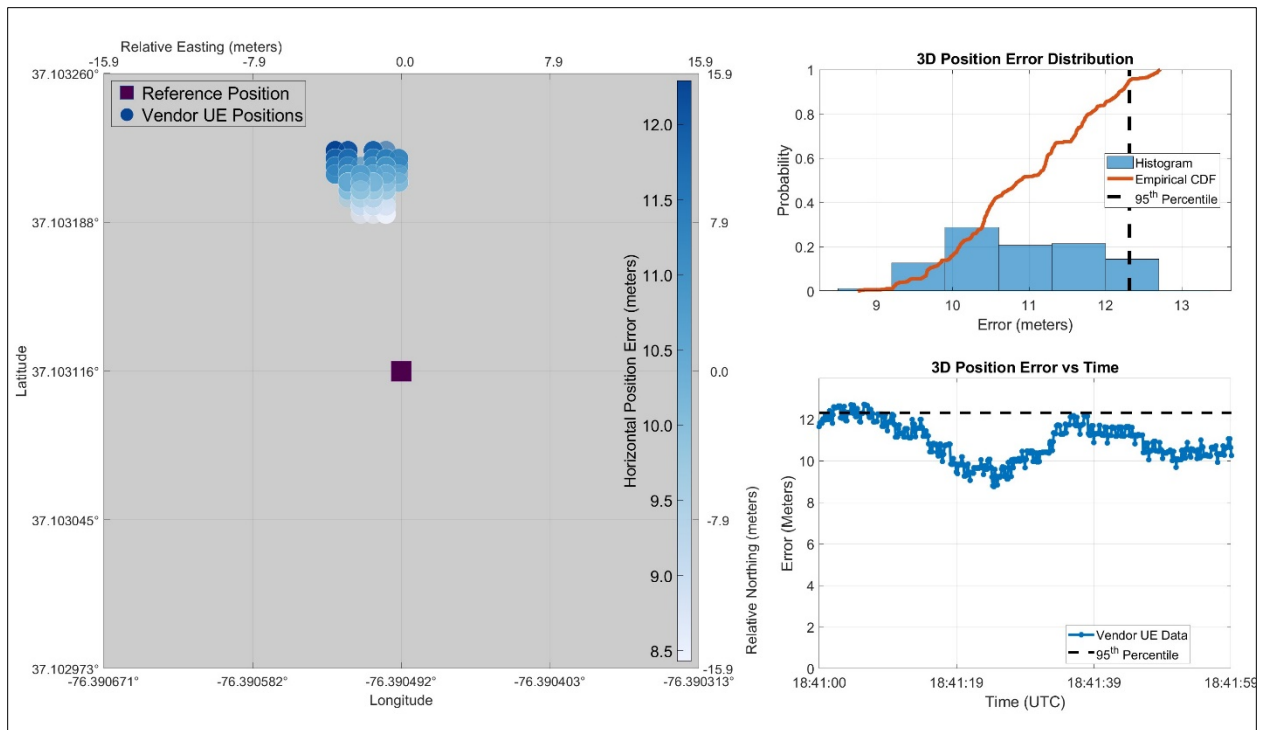 Relative Easting (meters)
-15.9 -7.9 0.0 7.9 15.9
37.103260° 15.9
Reference Position
Vendor UE Positions
12.0
11.5
37.103188° 7.9
11.0
10.5
37.103116° 0.0
10.0
9.5
37.103045° -7.9
9.0
8.5
37.102973° -15.9
-76.390671° -76.390582° -76.390492° -76.390403° -76.390313°
Longitude
Latitude
Horizontal Position Error (meters)
Relative Northing (meters)
3D Position Error Distribution
1
0.8
0.6
0.4
0.2
0
Probability
Histogram
Empirical CDF
95th Percentile
9 10 11 12 13
Error (meters)
3D Position Error vs Time
12
10
8
6
4
2
0
Error (Meters)
Vendor UE Data
95th Percentile
18:41:00 18:41:19 18:41:39 18:41:59
Time (UTC)